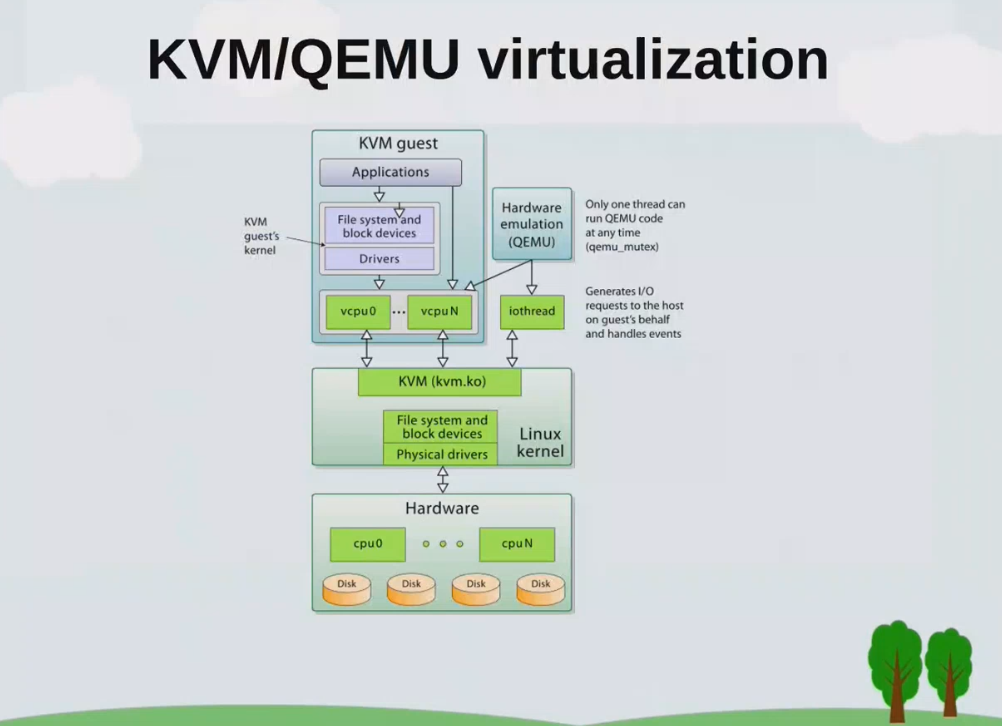 KVM/QEMU virtualization
KVM guest
Applications
File system and
block devices
Drivers
KVM
guest's
kernel
vcpu0
...
vcpuN
Hardware
emulation
(QEMU)
Only one thread can
run QEMU code
at any time
(qemu_mutex)
iothread
Generates I/O
requests to the host
on guest's behalf
and handles events
KVM (kvm.ko)
File system and
block devices
Physical drivers
Linux
kernel
Hardware
cpu0
cpuN
Disk
Disk
Disk
Disk